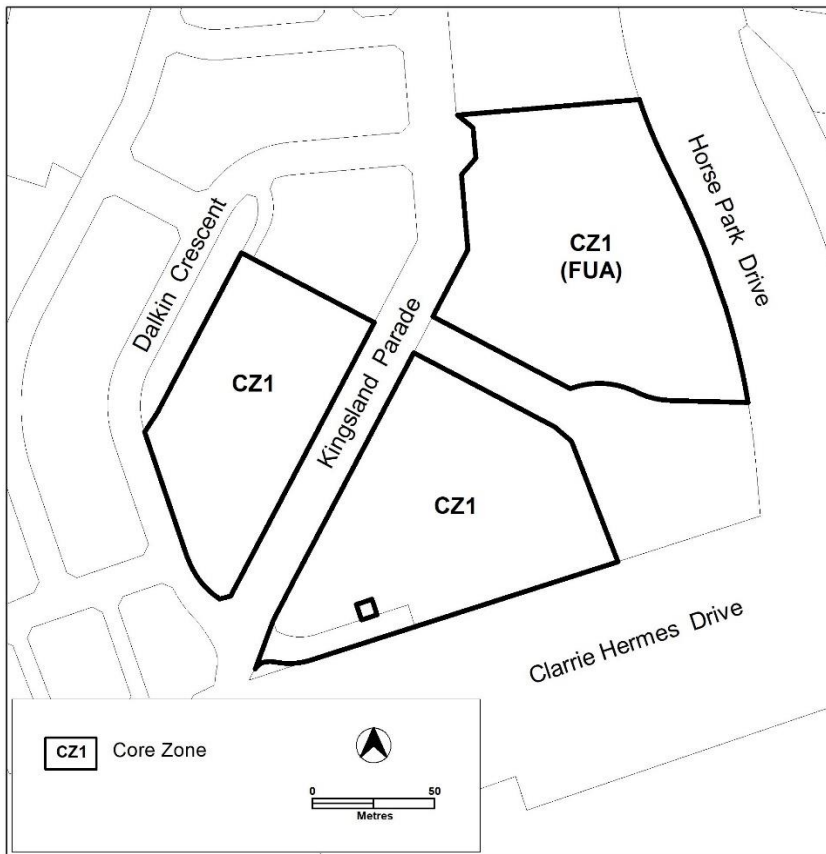 Horse Park Drive
Dalkin Crescent
CZ1
(FUA)
Kingsland Parade
CZ1
CZ1
Clarrie Hermes Drive
CZ1 Core Zone
0 50
Metres